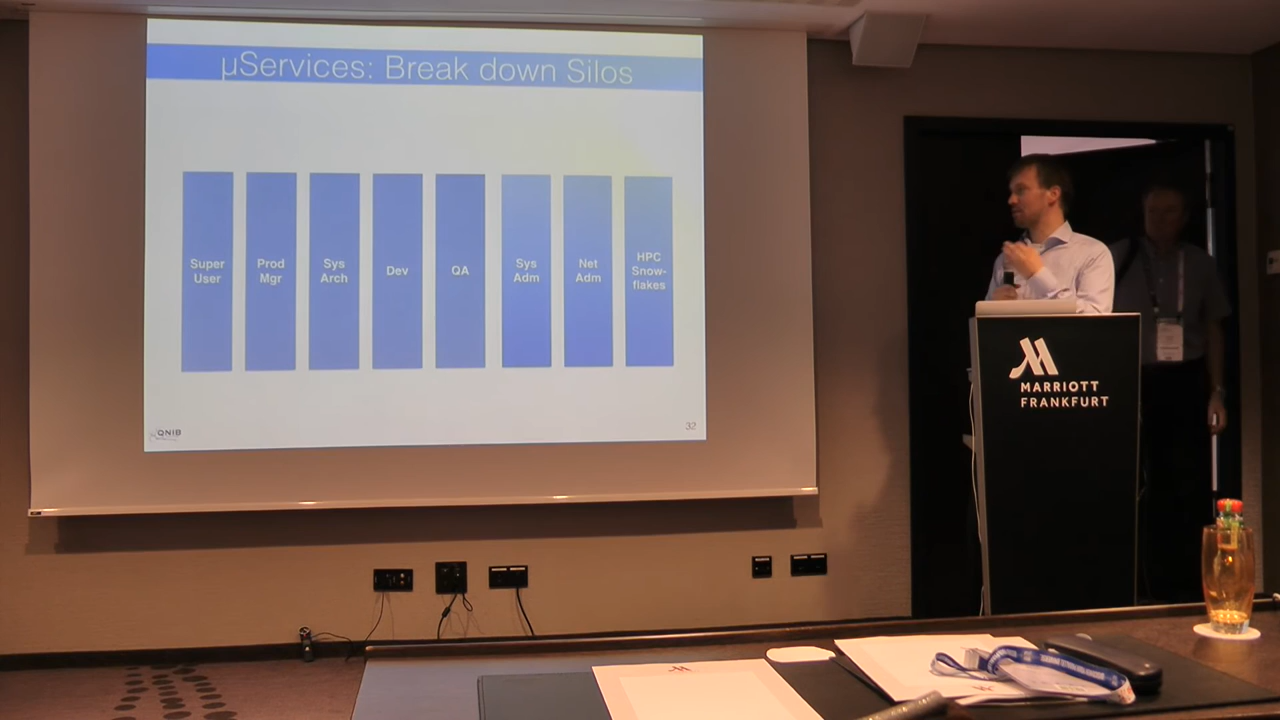 µServices: Break down Silos
Super
User
Prod
Mgr
Sys
Arch
Dev
QA
Sys
Adm
Net
Adm
HPC
Snow-
flakes
QNIB
32
MARRIOTT
FRANKFURT